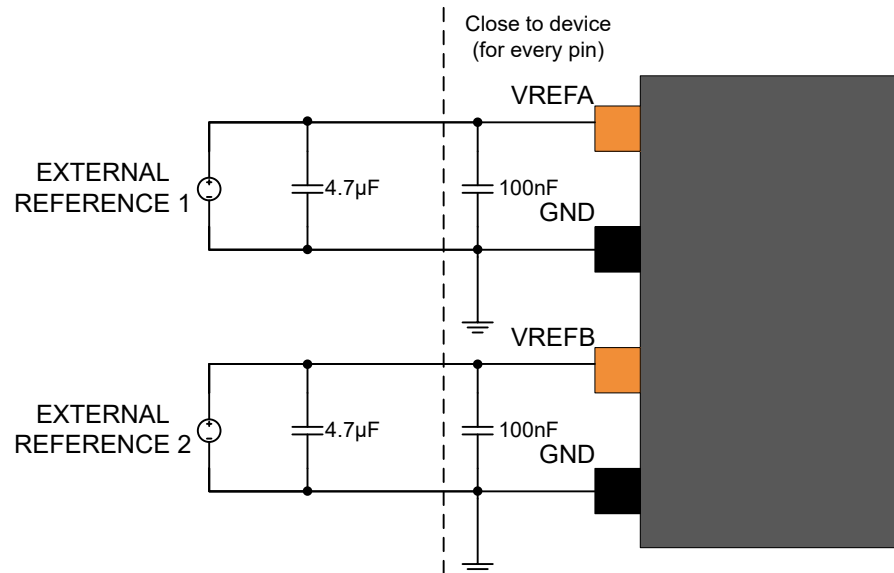 Close to device
(for every pin)
VREFA
EXTERNAL
REFERENCE 1
4.7µF
100nF
GND
VREFB
EXTERNAL
REFERENCE 2
4.7µF
100nF
GND